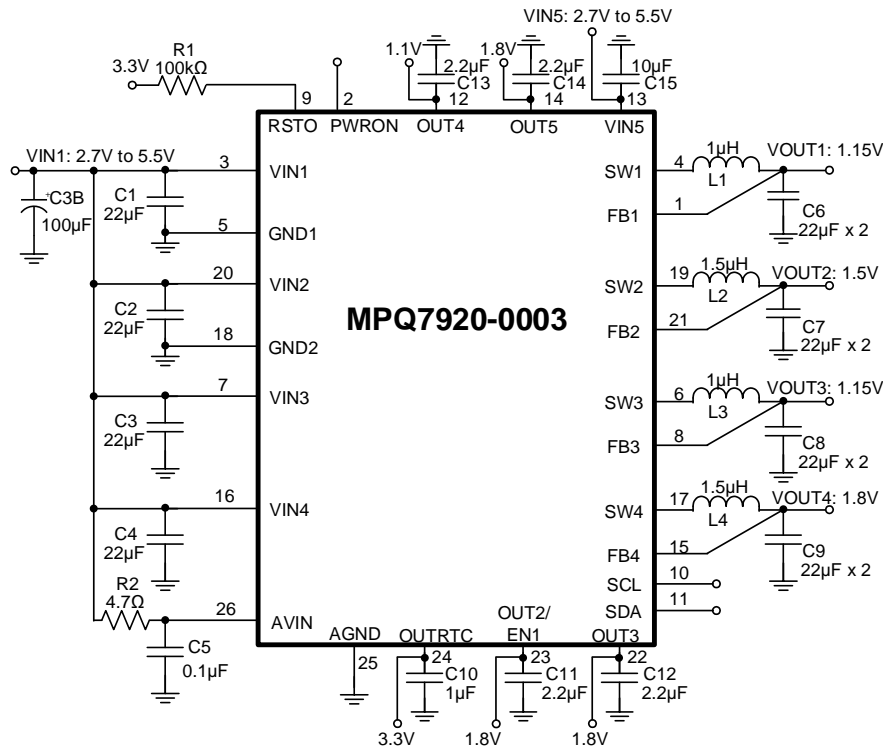 VIN5: 2.7V to 5.5V
R1
100kΩ
3.3V
1.1V
2.2µF
C13
1.8V
2.2µF
C14
10µF
C15
9
2
12
14
13
RSTO
PWRON
OUT4
OUT5
VIN5
VIN1: 2.7V to 5.5V
3
VIN1
+
C3B
100µF
C1
22µF
5
GND1
20
VIN2
C2
22µF
18
GND2
7
VIN3
C3
22µF
16
VIN4
C4
22µF
R2
4.7Ω
26
AVIN
C5
0.1µF
MPQ7920-0003
SW1
4
1µH
L1
VOUT1: 1.15V
FB1
1
C6
22µF x 2
SW2
19
1.5µH
L2
VOUT2: 1.5V
FB2
21
C7
22µF x 2
SW3
6
1µH
L3
VOUT3: 1.15V
FB3
8
C8
22µF x 2
SW4
17
1.5µH
L4
VOUT4: 1.8V
FB4
15
C9
22µF x 2
SCL
10
SDA
11
AGND
OUTRTC
OUT2/
EN1
OUT3
25
24
23
22
C10
1µF
C11
2.2µF
C12
2.2µF
3.3V
1.8V
1.8V